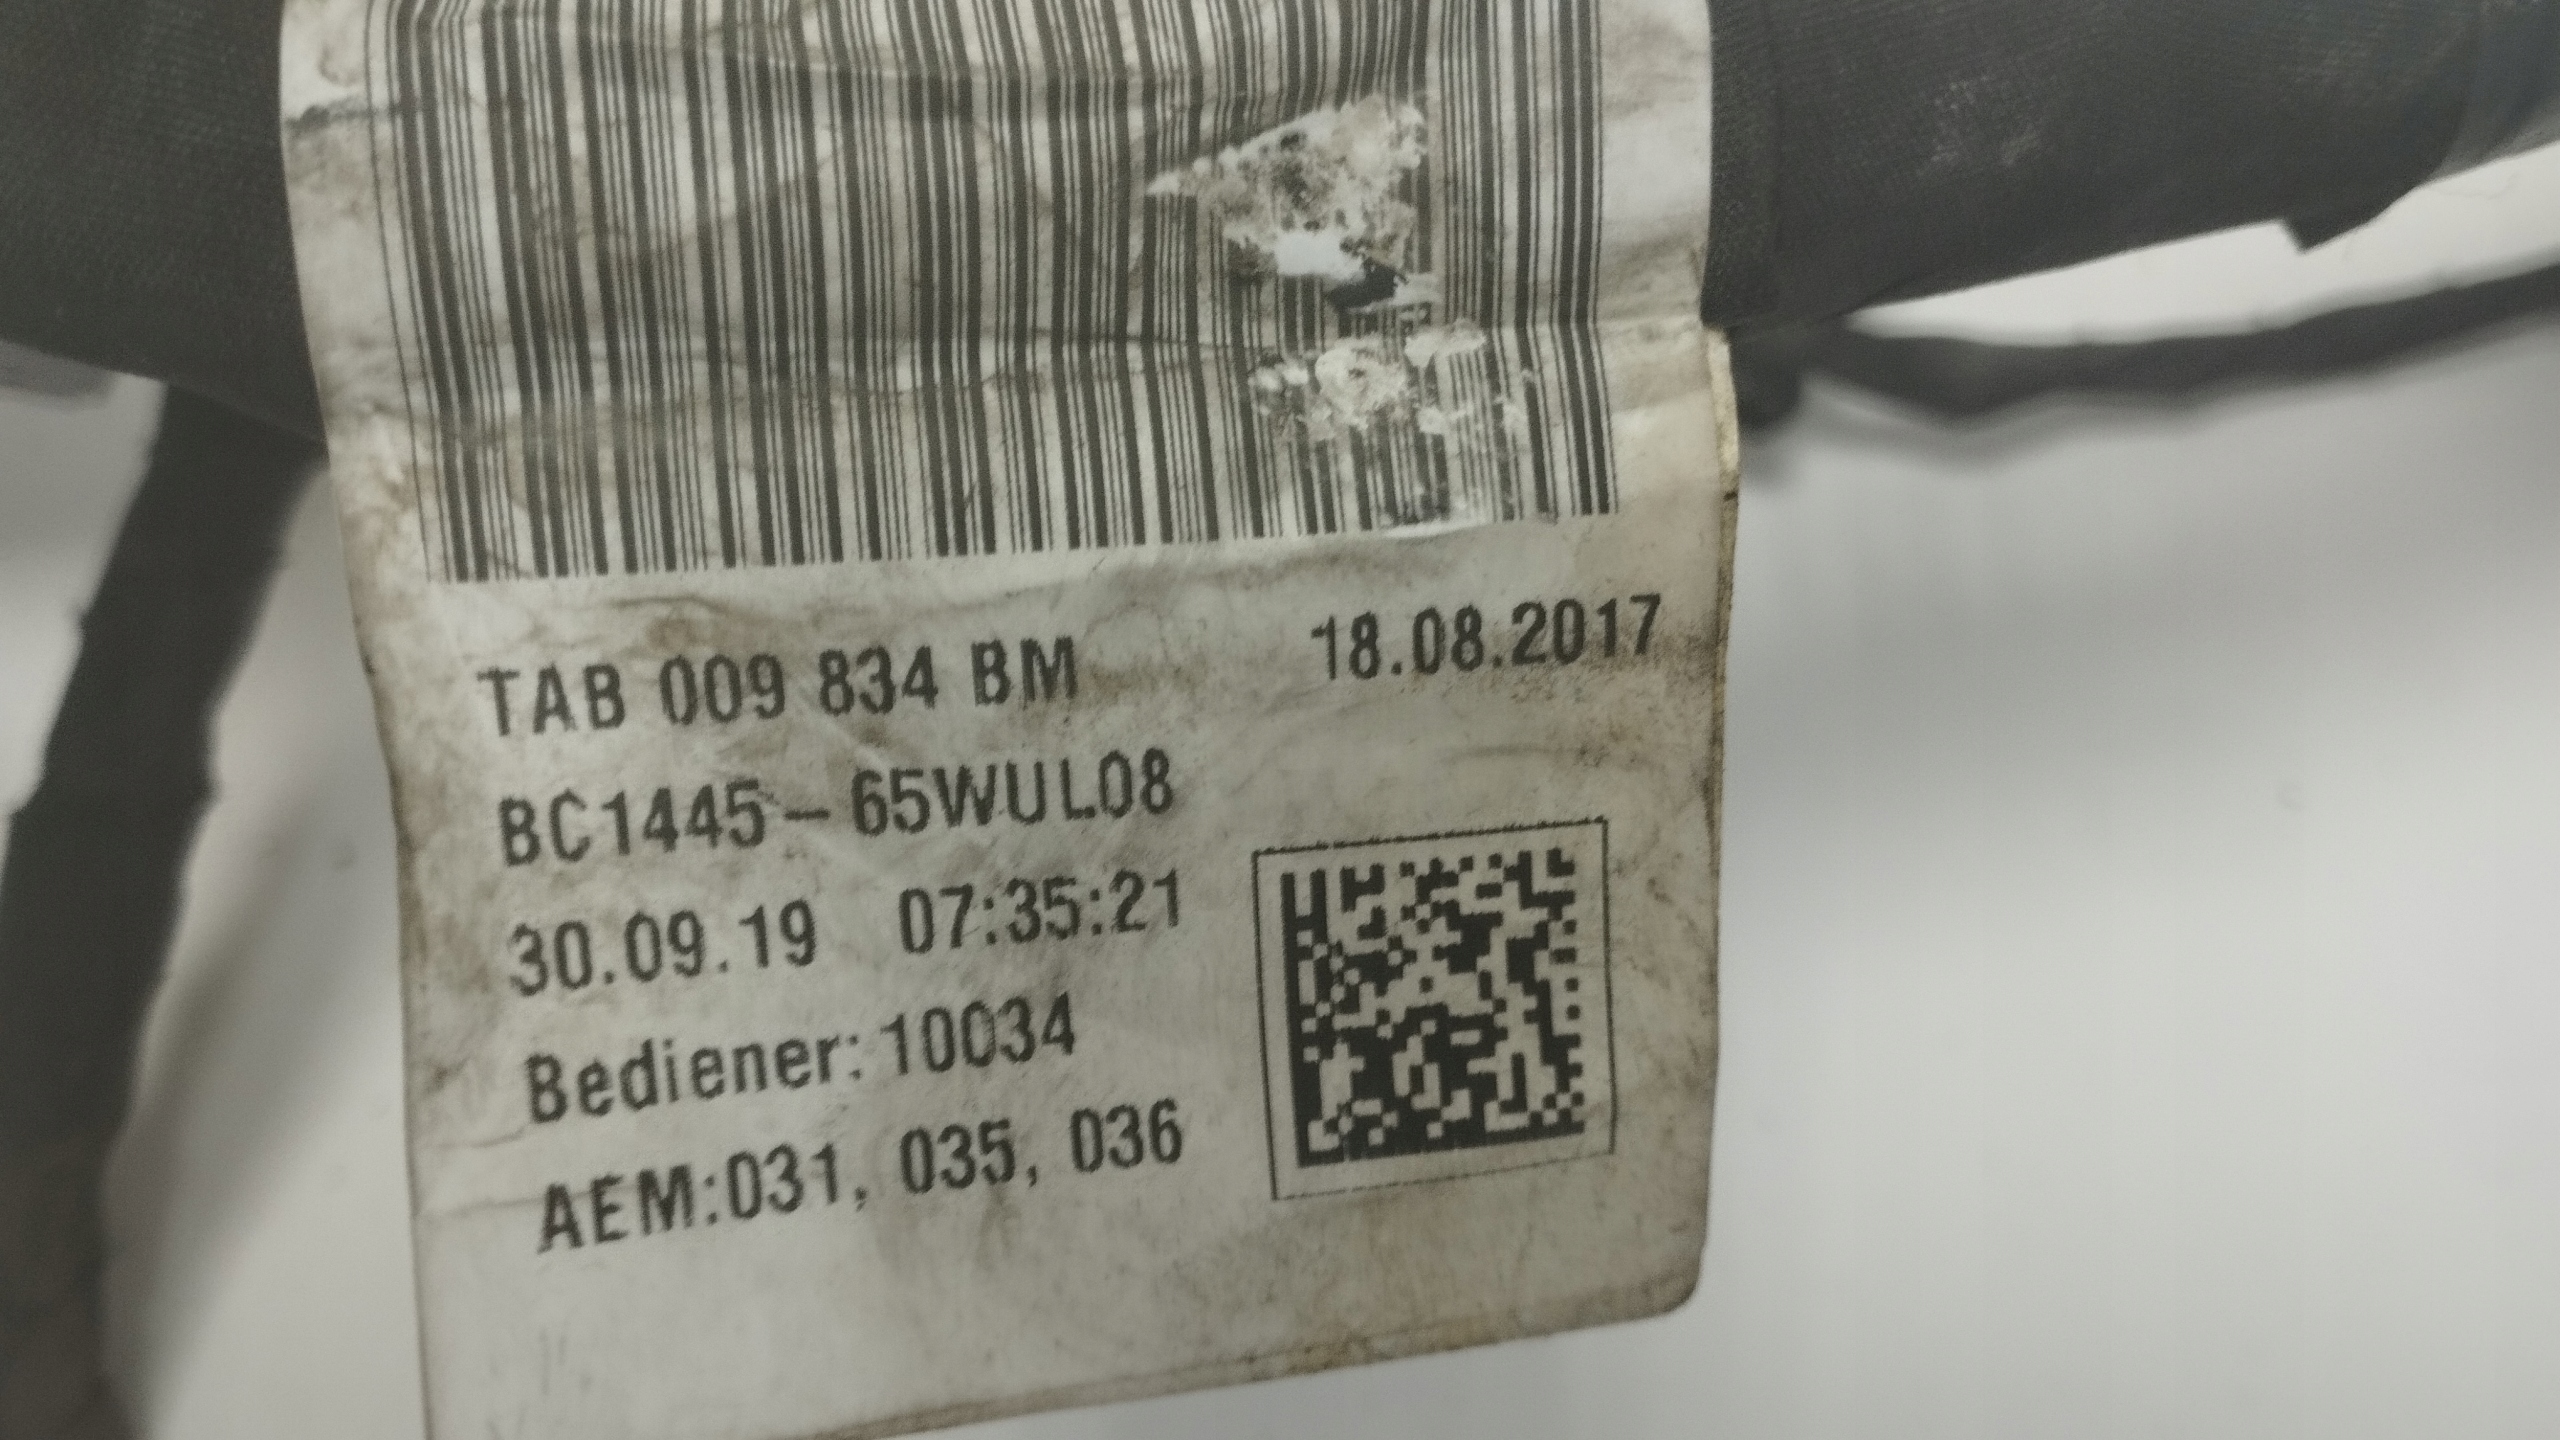 TAB 009 834 BM 18.08.2017
BC1445-65WUL08
30.09.19 07:35:21
Bediener: 10034
AEM:031, 035, 036